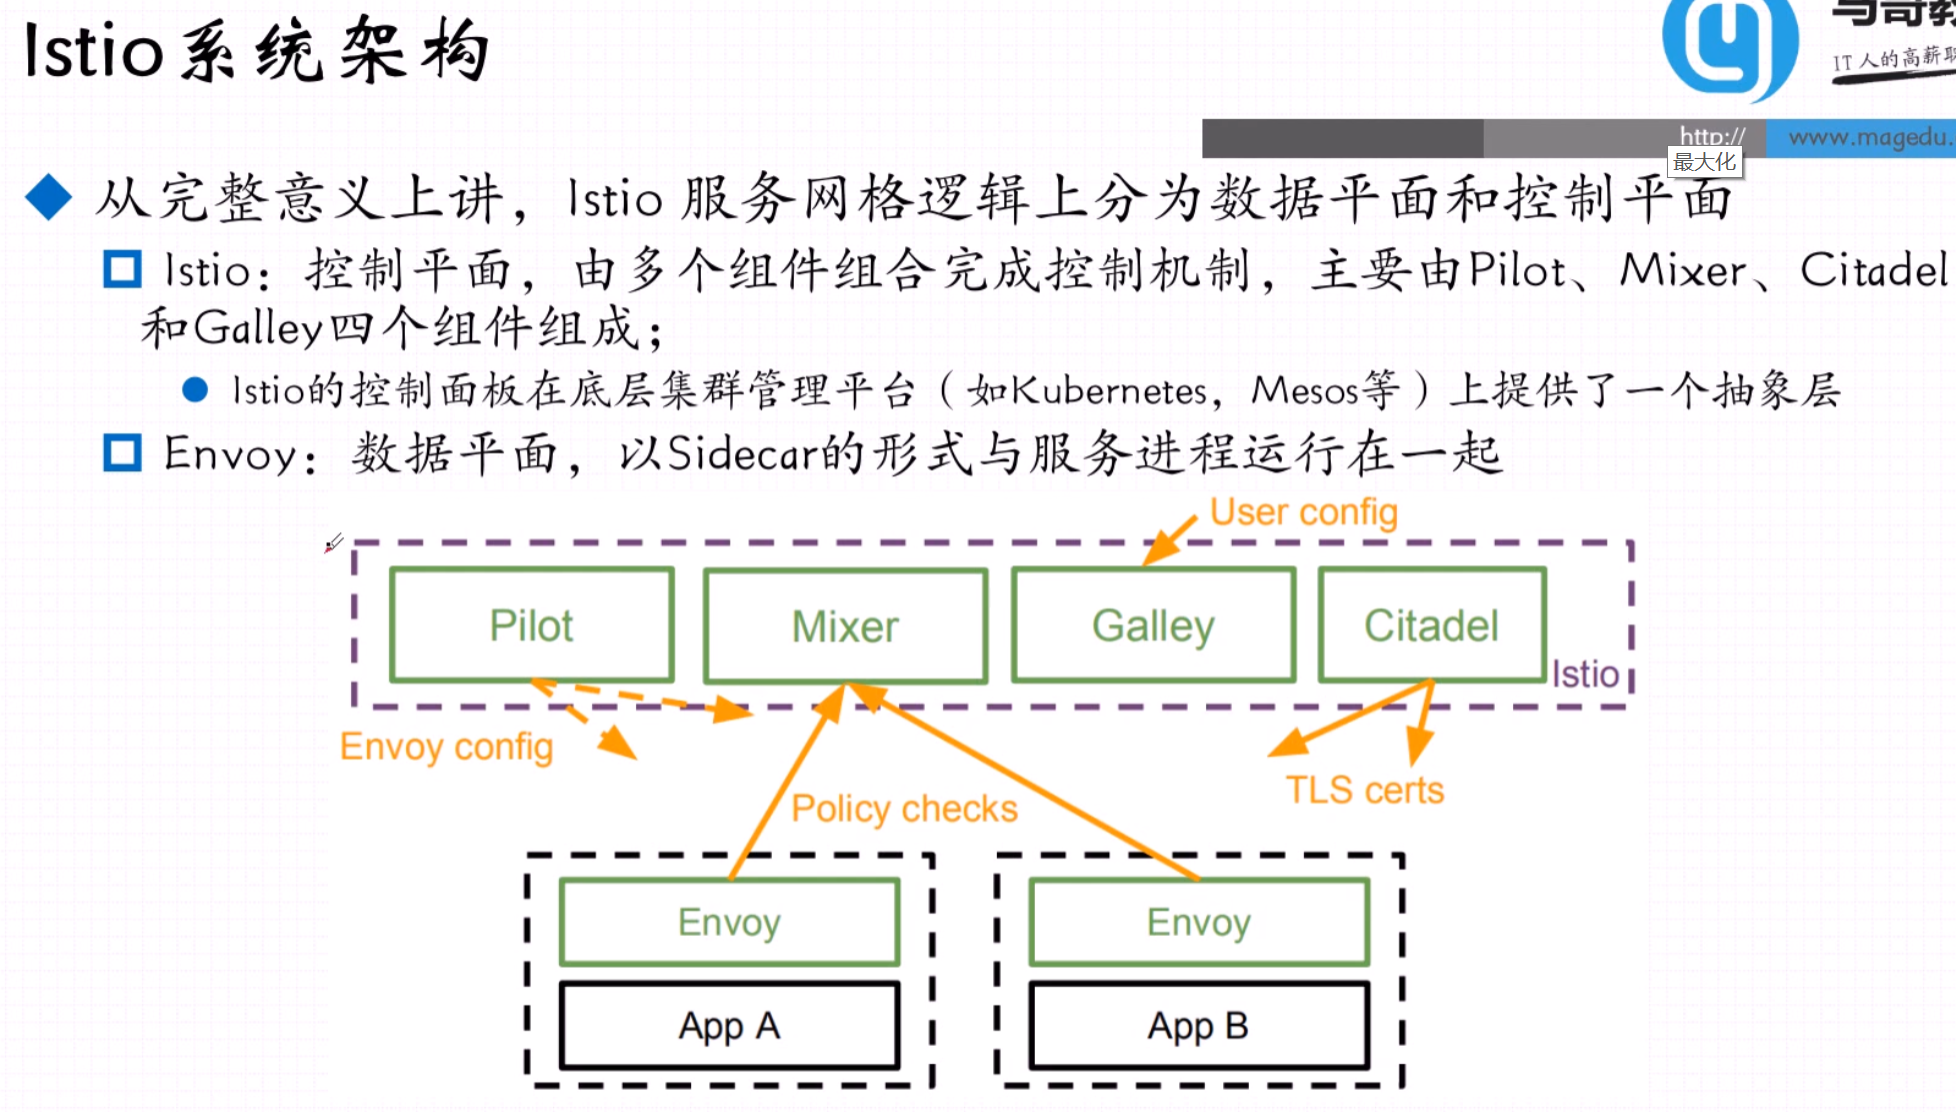 Istio系统架构
IT人的高薪职
http://
www.magedu.
最大化
从完整意义上讲，Istio 服务网格逻辑上分为数据平面和控制平面
Istio：控制平面，由多个组件组合完成控制机制，主要由Pilot、Mixer、Citadel
和Galley四个组件组成；
Istio的控制面板在底层集群管理平台（如Kubernetes，Mesos等）上提供了一个抽象层
Envoy：数据平面，以Sidecar的形式与服务进程运行在一起
User config
Pilot
Mixer
Galley
Citadel
Istio
Envoy config
Policy checks
TLS certs
Envoy
Envoy
App A
App B